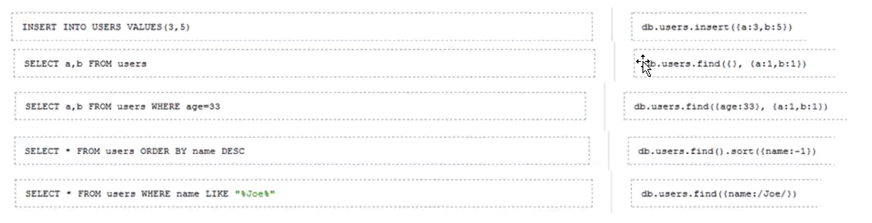 INSERT INTO USERS VALUES(3,5)
db.users.insert({a:3,b:5})
SELECT a,b FROM users
db.users.find({}, {a:1,b:1})
SELECT a,b FROM users WHERE age=33
db.users.find({age:33}, {a:1,b:1})
SELECT * FROM users ORDER BY name DESC
db.users.find().sort({name:-1})
SELECT * FROM users WHERE name LIKE "%Joe%"
db.users.find({name:/Joe/})